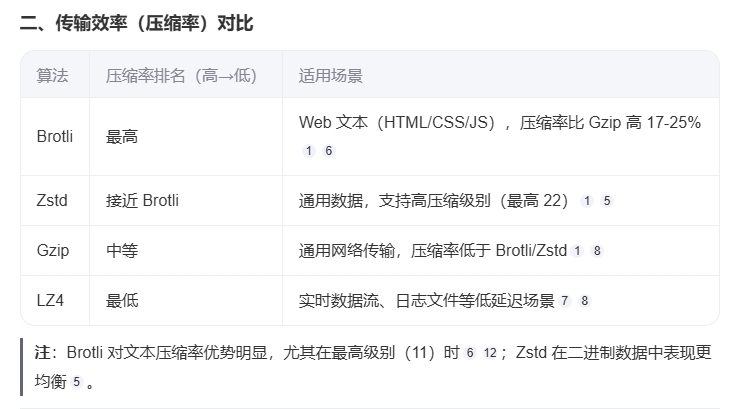 二、传输效率（压缩率）对比
算法 压缩率排名（高→低） 适用场景
Brotli 最高 Web 文本（HTML/CSS/JS），压缩率比 Gzip 高 17-25%
1 6
Zstd 接近 Brotli 通用数据，支持高压缩级别（最高 22） 1 5
Gzip 中等 通用网络传输，压缩率低于 Brotli/Zstd 1 8
LZ4 最低 实时数据流、日志文件等低延迟场景 7 8
注：Brotli 对文本压缩率优势明显，尤其在最高级别（11）时 6 12；Zstd 在二进制数据中表现更
均衡 5。